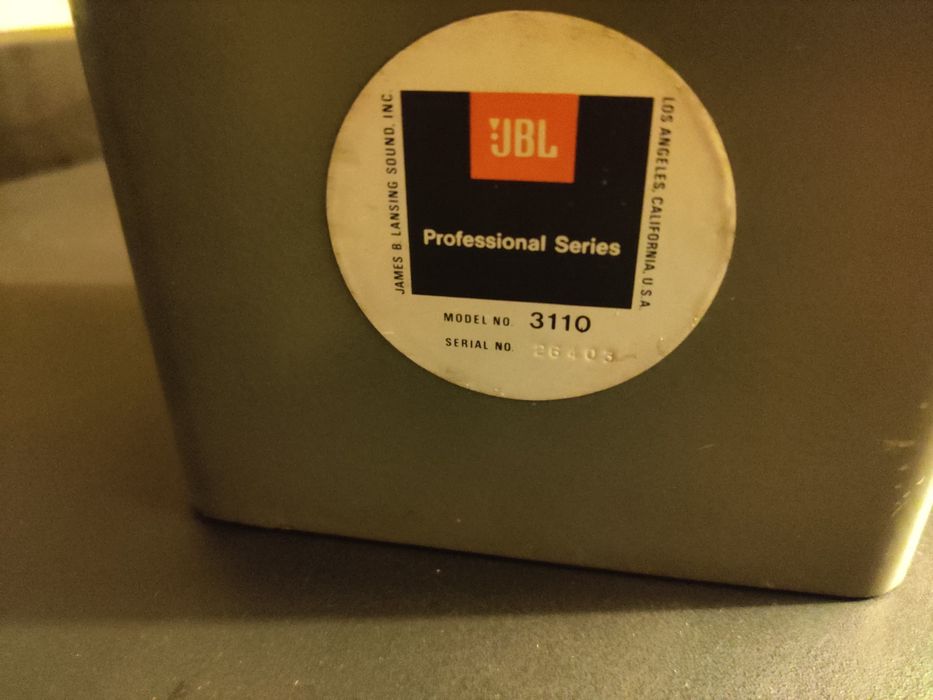 JBL
JAMES B. LANSING SOUND, INC.
LOS ANGELES, CALIFORNIA, U.S.A.
Professional Series
MODEL NO. 3110
SERIAL NO. 26403